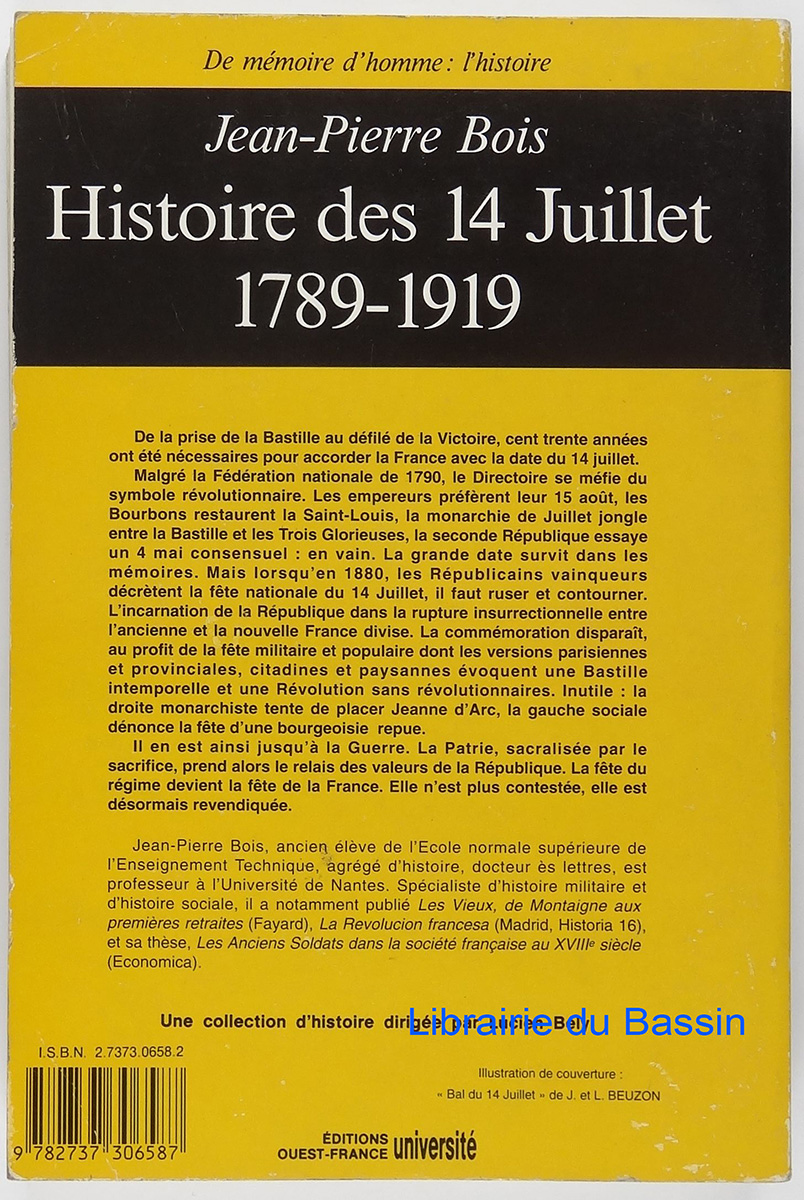 De mémoire d'homme : l'histoire
Jean-Pierre Bois
Histoire des 14 Juillet
1789-1919
De la prise de la Bastille au défilé de la Victoire, cent trente années
ont été nécessaires pour accorder la France avec la date du 14 juillet.
Malgré la Fédération nationale de 1790, le Directoire se méfie du
symbole révolutionnaire. Les empereurs préfèrent leur 15 août, les
Bourbons restaurent la Saint-Louis, la monarchie de Juillet jongle
entre la Bastille et les Trois Glorieuses, la seconde République essaye
un 4 mai consensuel : en vain. La grande date survit dans les
mémoires. Mais lorsqu'en 1880, les Républicains vainqueurs
décrètent la fête nationale du 14 Juillet, il faut ruser et contourner.
L'incarnation de la République dans la rupture insurrectionnelle entre
l'ancienne et la nouvelle France divise. La commémoration disparaît,
au profit de la fête militaire et populaire dont les versions parisiennes
et provinciales, citadines et paysannes évoquent une Bastille
intemporelle et une Révolution sans révolutionnaires. Inutile : la
droite monarchiste tente de placer Jeanne d'Arc, la gauche sociale
dénonce la fête d'une bourgeoisie repue.
Il en est ainsi jusqu'à la Guerre. La Patrie, sacralisée par le
sacrifice, prend alors le relais des valeurs de la République. La fête du
régime devient la fête de la France. Elle n'est plus contestée, elle est
désormais revendiquée.
Jean-Pierre Bois, ancien élève de l'Ecole normale supérieure de
l'Enseignement Technique, agrégé d'histoire, docteur ès lettres, est
professeur à l'Université de Nantes. Spécialiste d'histoire militaire et
d'histoire sociale, il a notamment publié Les Vieux, de Montaigne aux
premières retraites (Fayard), La Revolucion francesa (Madrid, Historia 16),
et sa thèse, Les Anciens Soldats dans la société française au XVIIIe siècle
(Economica).
Une collection d'histoire dirigée par Lucien Bély
Librairie du Bassin
I.S.B.N. 2.7373.0658.2
Illustration de couverture :
« Bal du 14 Juillet » de J. et L. BEUZON
9 782737 306587
ÉDITIONS
OUEST-FRANCE université